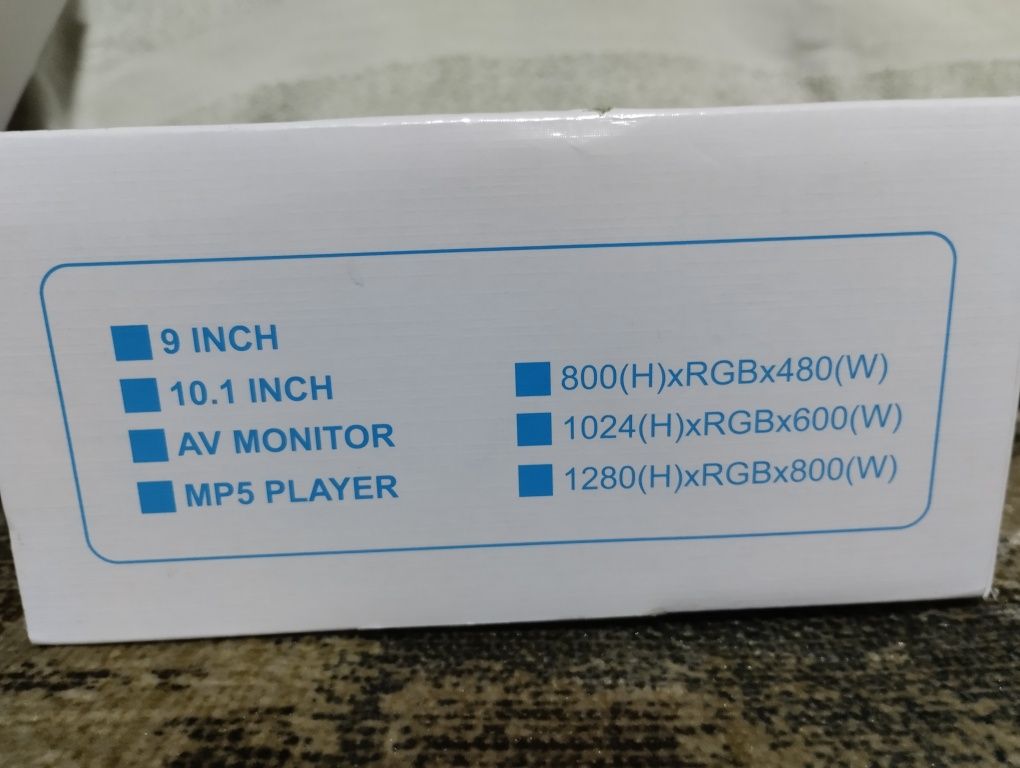 9 INCH
10.1 INCH
AV MONITOR
MP5 PLAYER
800(H)xRGBx480(W)
1024(H)xRGBx600(W)
1280(H)xRGBx800(W)